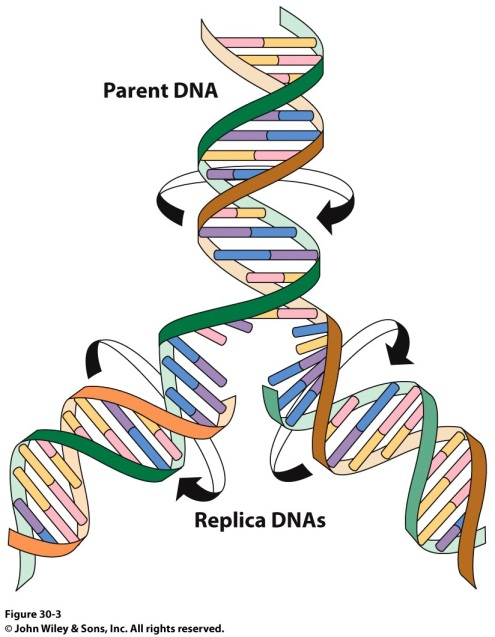 Parent DNA
Replica DNAs
Figure 30-3
© John Wiley & Sons, Inc. All rights reserved.